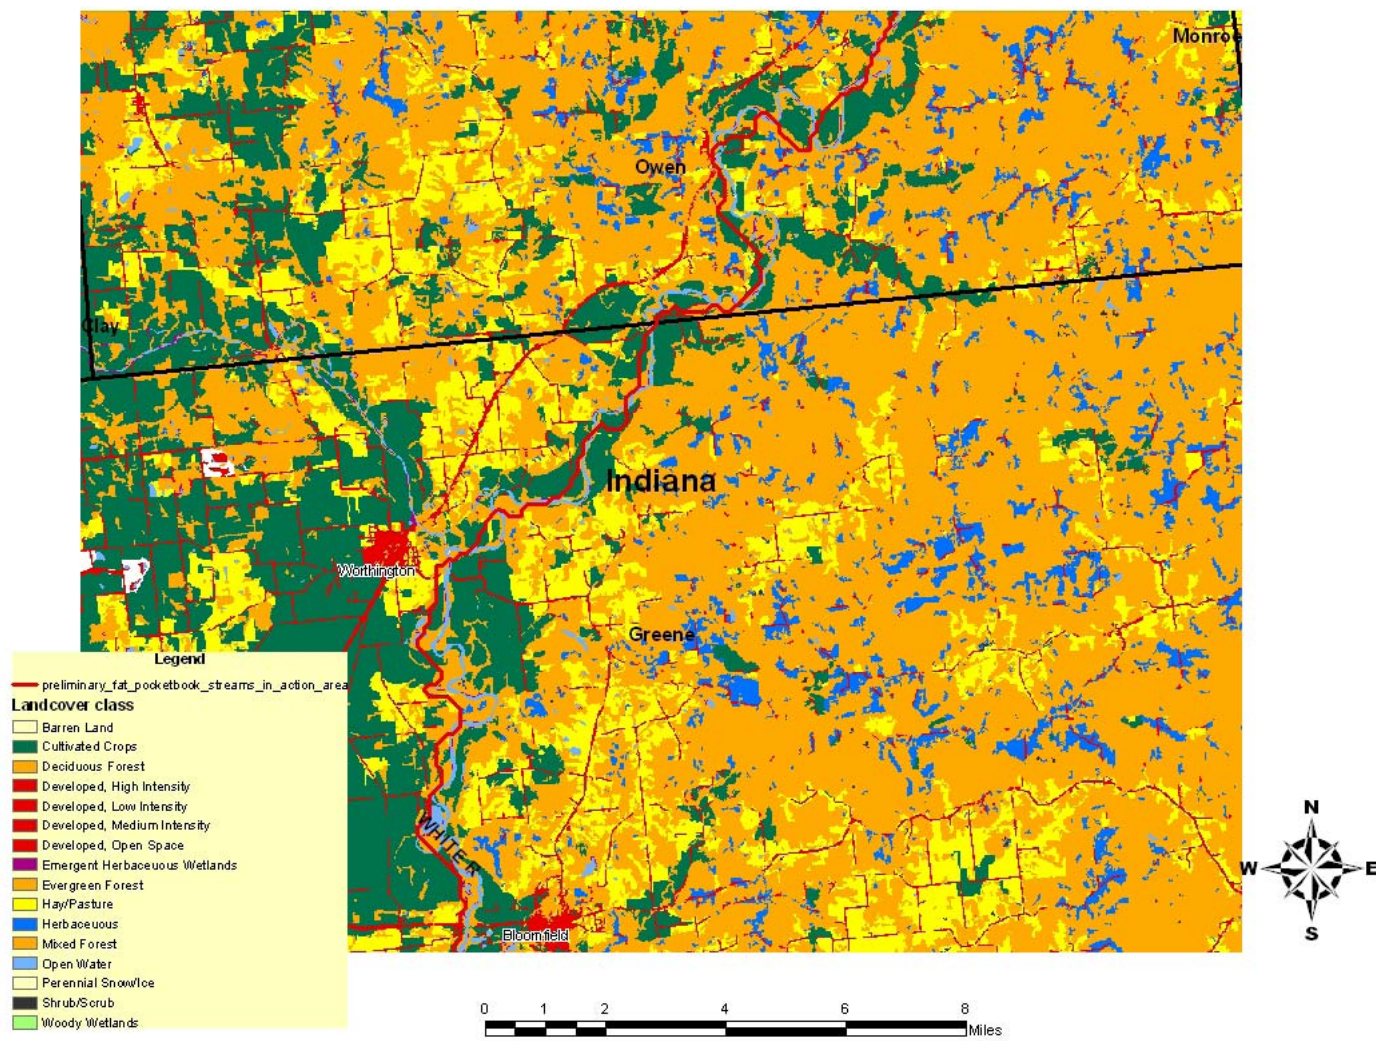 Monroe
Owen
Clay
Indiana
Worthington
Greene
WHITE R
Bloomfield
Legend
preliminary_fat_pocketbook_streams_in_action_area
Landcover class
Barren Land
Cultivated Crops
Deciduous Forest
Developed, High Intensity
Developed, Low Intensity
Developed, Medium Intensity
Developed, Open Space
Emergent Herbaceuous Wetlands
Evergreen Forest
Hay/Pasture
Herbaceuous
Mixed Forest
Open Water
Perennial Snow/Ice
Shrub/Scrub
Woody Wetlands
N
W E
S
0 1 2 4 6 8
Miles